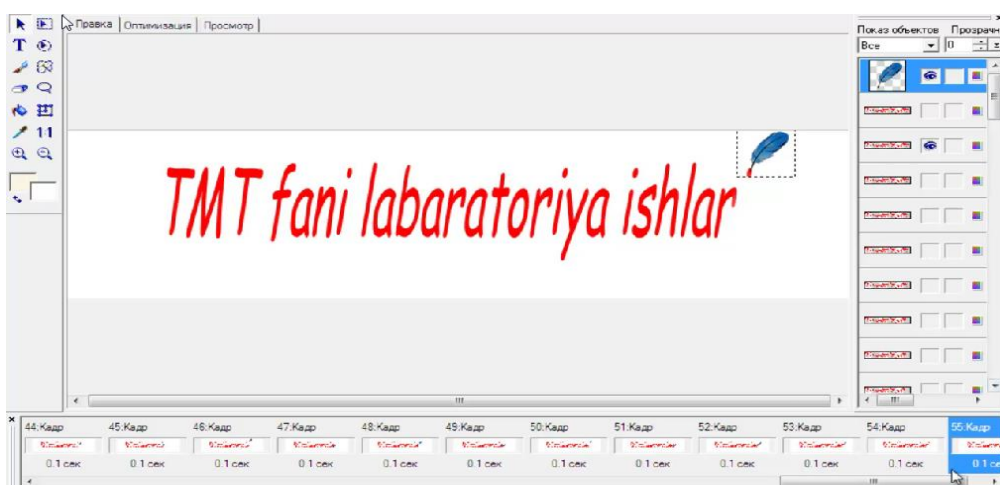 Правка Оптимизация Просмотр
Показ объектов Прозрачн
Все 0
T
1:1
TMT fani labaratoriya ishlar
44:Кадр 45:Кадр 46:Кадр 47:Кадр 48:Кадр 49:Кадр 50:Кадр 51:Кадр 52:Кадр 53:Кадр 54:Кадр 55:Кадр
0.1 сек 0.1 сек 0.1 сек 0.1 сек 0.1 сек 0.1 сек 0.1 сек 0.1 сек 0.1 сек 0.1 сек 0.1 сек 0.1 се